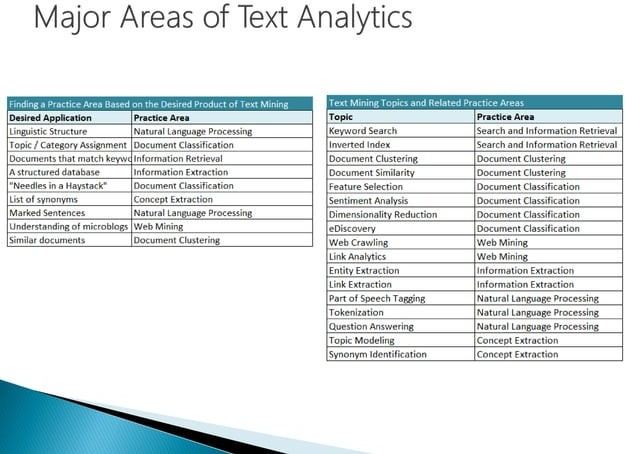 Major Areas of Text Analytics
Finding a Practice Area Based on the Desired Product of Text Mining
Desired Application Practice Area
Linguistic Structure Natural Language Processing
Topic / Category Assignment Document Classification
Documents that match keywo Information Retrieval
A structured database Information Extraction
"Needles in a Haystack" Document Classification
List of synonyms Concept Extraction
Marked Sentences Natural Language Processing
Understanding of microblogs Web Mining
Similar documents Document Clustering
Text Mining Topics and Related Practice Areas
Topic Practice Area
Keyword Search Search and Information Retrieval
Inverted Index Search and Information Retrieval
Document Clustering Document Clustering
Document Similarity Document Clustering
Feature Selection Document Classification
Sentiment Analysis Document Classification
Dimensionality Reduction Document Classification
eDiscovery Document Classification
Web Crawling Web Mining
Link Analytics Web Mining
Entity Extraction Information Extraction
Link Extraction Information Extraction
Part of Speech Tagging Natural Language Processing
Tokenization Natural Language Processing
Question Answering Natural Language Processing
Topic Modeling Concept Extraction
Synonym Identification Concept Extraction